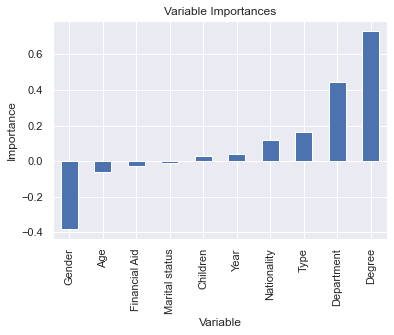 Variable Importances
Importance
0.6
0.4
0.2
0.0
−0.2
−0.4
Gender
Age
Financial Aid
Marital status
Children
Year
Nationality
Type
Department
Degree
Variable